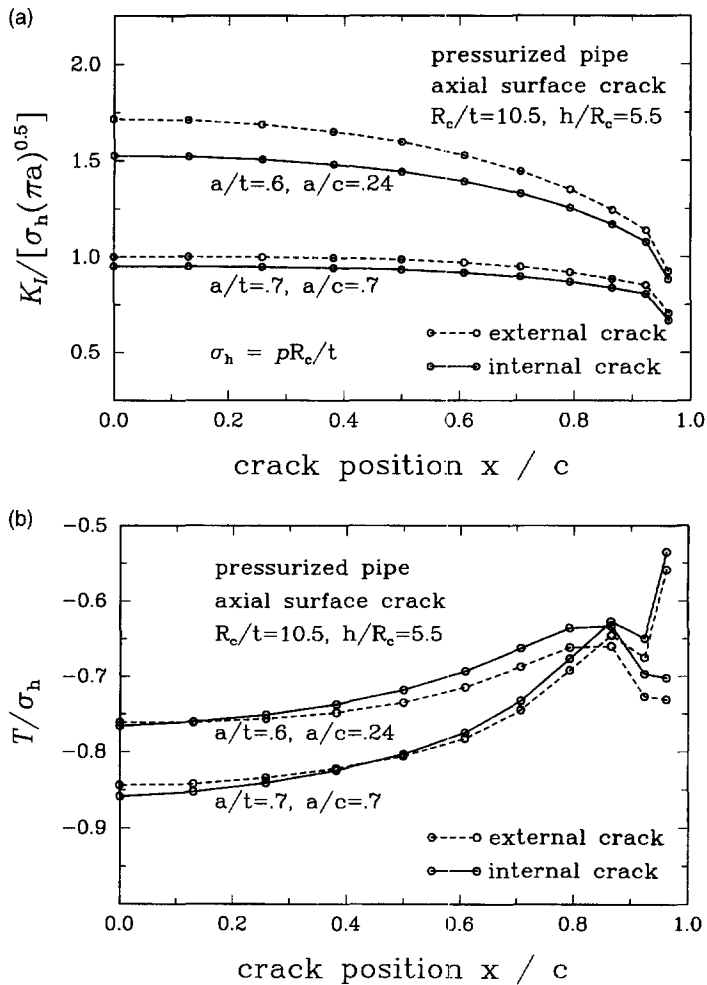 (a)
pressurized pipe
axial surface crack
R_c/t=10.5, h/R_c=5.5
K_I/[σ_h(πa)^0.5]
1.0
1.5
1.0
0.5
a/t=.6, a/c=.24
a/t=.7, a/c=.7
σ_h = pR_c/t
external crack
internal crack
0.0 0.2 0.4 0.6 0.8 1.0
crack position x / c
(b)
pressurized pipe
axial surface crack
R_c/t=10.5, h/R_c=5.5
T/σ_h
−0.5
−0.6
−0.7
−0.8
−0.9
a/t=.6, a/c=.24
a/t=.7, a/c=.7
external crack
internal crack
0.0 0.2 0.4 0.6 0.8 1.0
crack position x / c